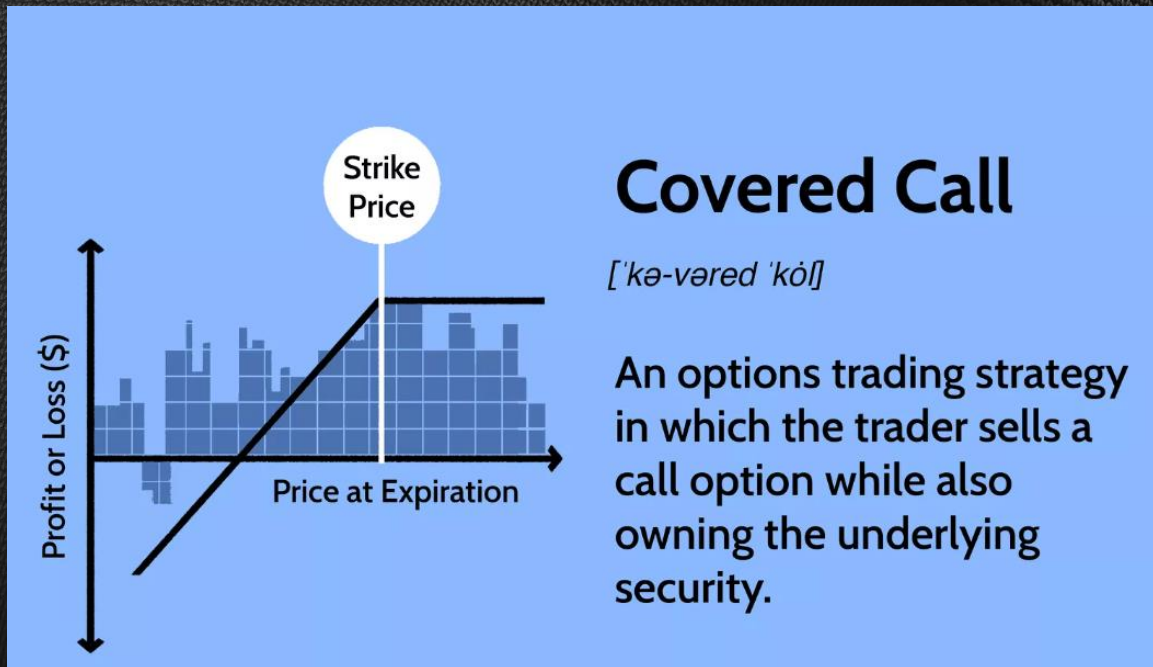 Strike
Price
Profit or Loss ($)
Price at Expiration
Covered Call
[ˈkə-vəred ˈkȯl]
An options trading strategy
in which the trader sells a
call option while also
owning the underlying
security.